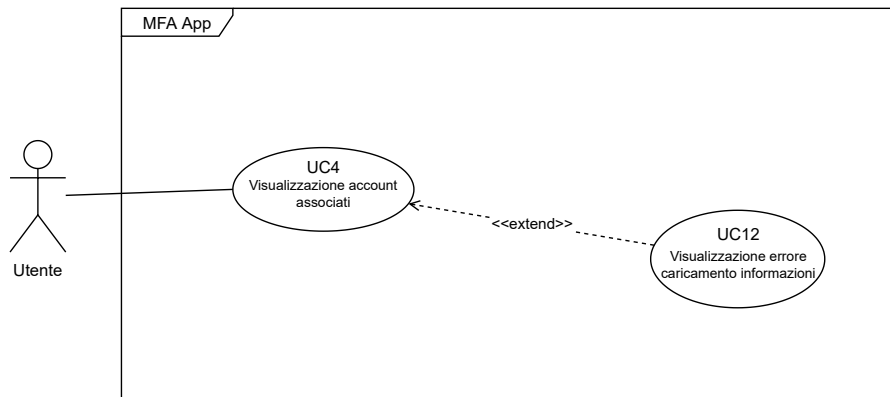 MFA App
UC4
Visualizzazione account
associati
<<extend>>
UC12
Visualizzazione errore
caricamento informazioni
Utente